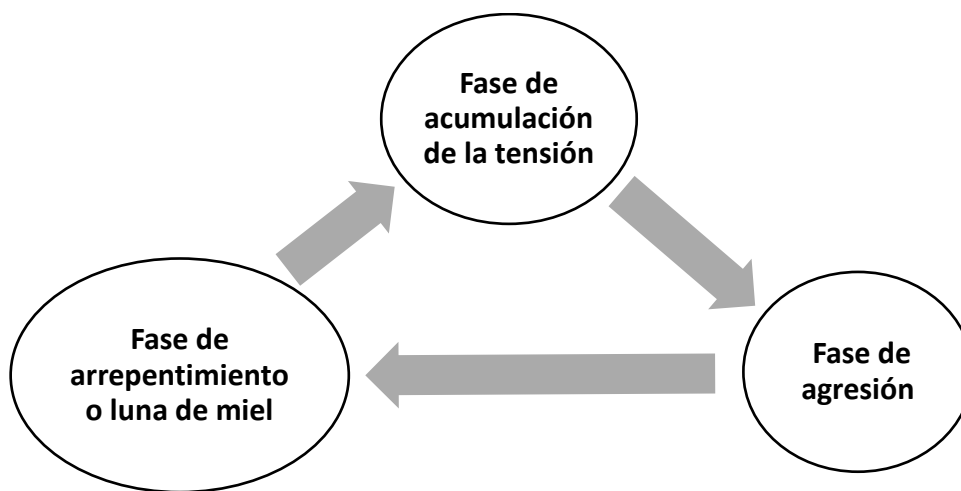 Fase de
acumulación
de la tensión
Fase de
agresión
Fase de
arrepentimiento
o luna de miel